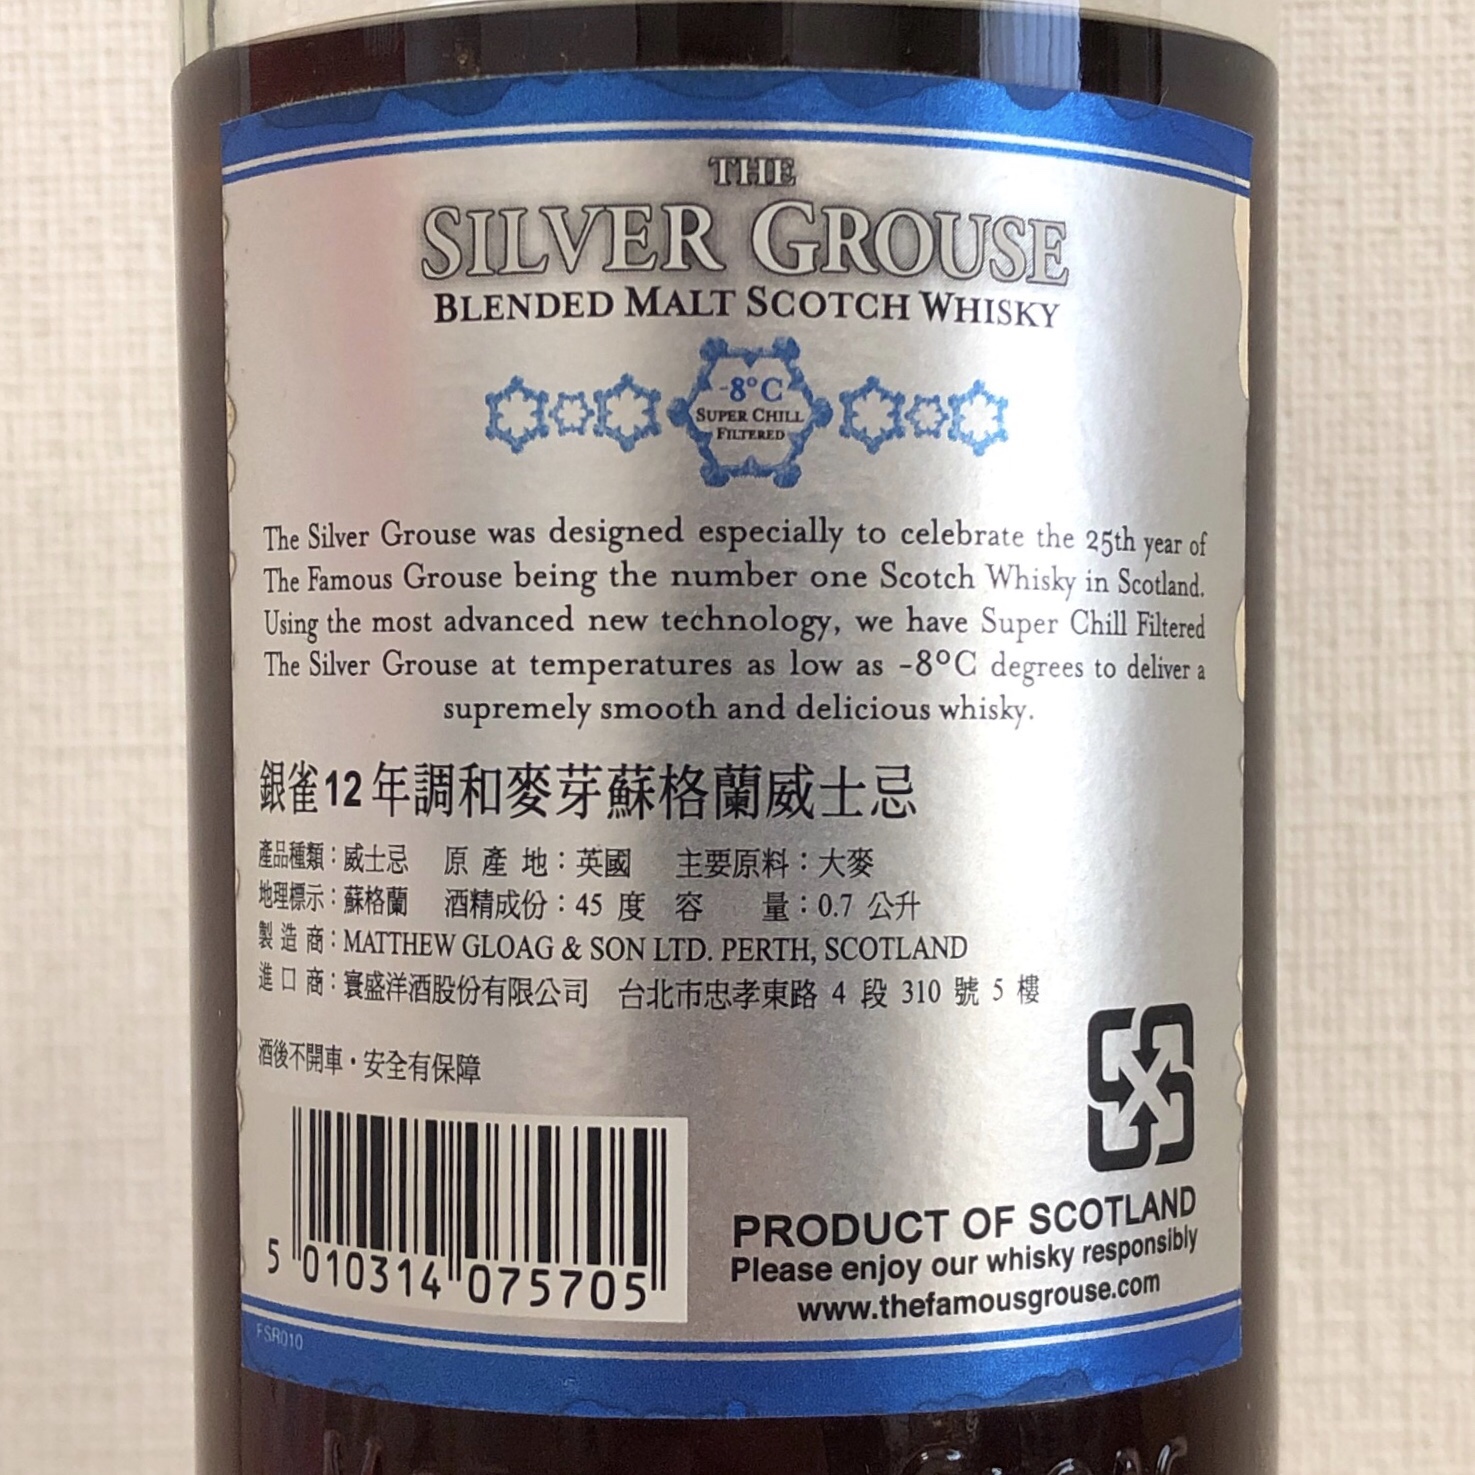 THE
SILVER GROUSE
BLENDED MALT SCOTCH WHISKY
-8°C
SUPER CHILL
FILTERED
The Silver Grouse was designed especially to celebrate the 25th year of
The Famous Grouse being the number one Scotch Whisky in Scotland.
Using the most advanced new technology, we have Super Chill Filtered
The Silver Grouse at temperatures as low as -8°C degrees to deliver a
supremely smooth and delicious whisky.
銀雀12年調和麥芽蘇格蘭威士忌
產品種類：威士忌 原產地：英國 主要原料：大麥
地理標示：蘇格蘭 酒精成份：45 度 容量：0.7 公升
製造商：MATTHEW GLOAG & SON LTD. PERTH, SCOTLAND
進口商：寰盛洋酒股份有限公司 台北市忠孝東路 4 段 310 號 5 樓
酒後不開車・安全有保障
5 010314 075705
PRODUCT OF SCOTLAND
Please enjoy our whisky responsibly
www.thefamousgrouse.com
FSR010